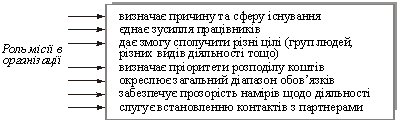 Роль місії в
організації
визначає причину та сферу існування
єднає зусилля працівників
дає змогу сполучити різні цілі (груп людей,
різних видів діяльності тощо)
визначає пріоритети розподілу коштів
окреслює загальний діапазон обов’язків
забезпечує прозорість намірів щодо діяльності
слугує встановленню контактів з партнерами